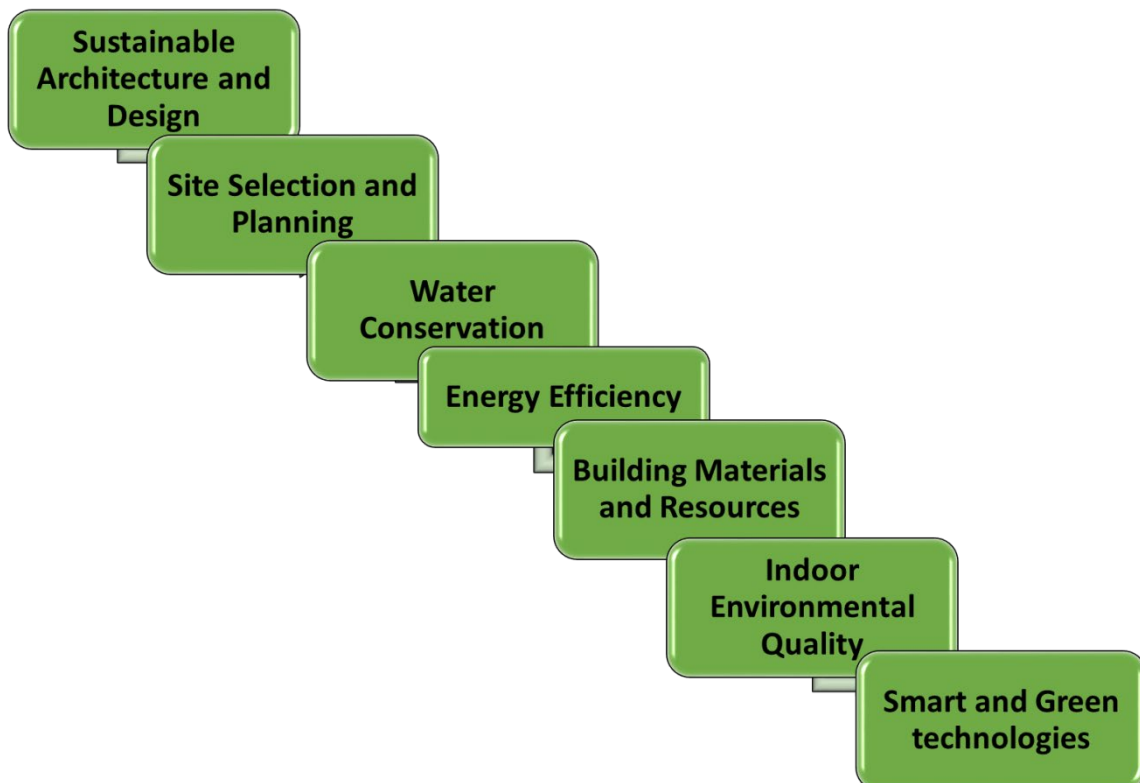 Sustainable
Architecture and
Design
Site Selection and
Planning
Water
Conservation
Energy Efficiency
Building Materials
and Resources
Indoor
Environmental
Quality
Smart and Green
technologies